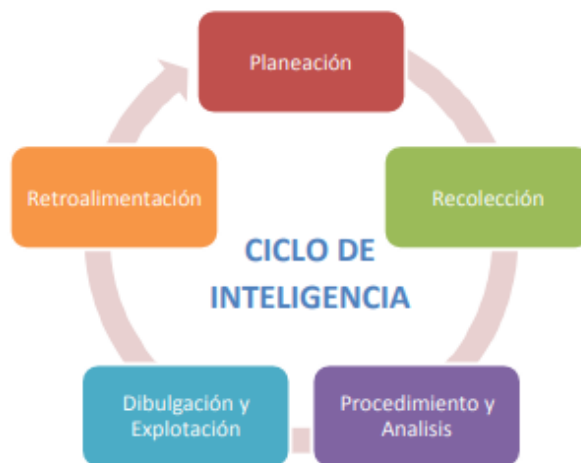 Planeación
Retroalimentación
Recolección
CICLO DE
INTELIGENCIA
Dibulgación y
Explotación
Procedimiento y
Analisis